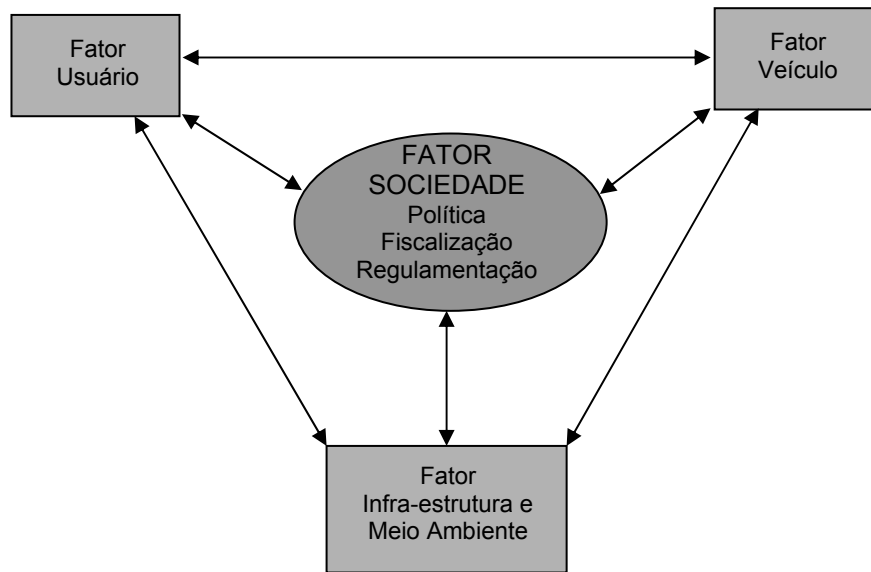 Fator
Usuário
Fator
Veículo
FATOR
SOCIEDADE
Política
Fiscalização
Regulamentação
Fator
Infra-estrutura e
Meio Ambiente